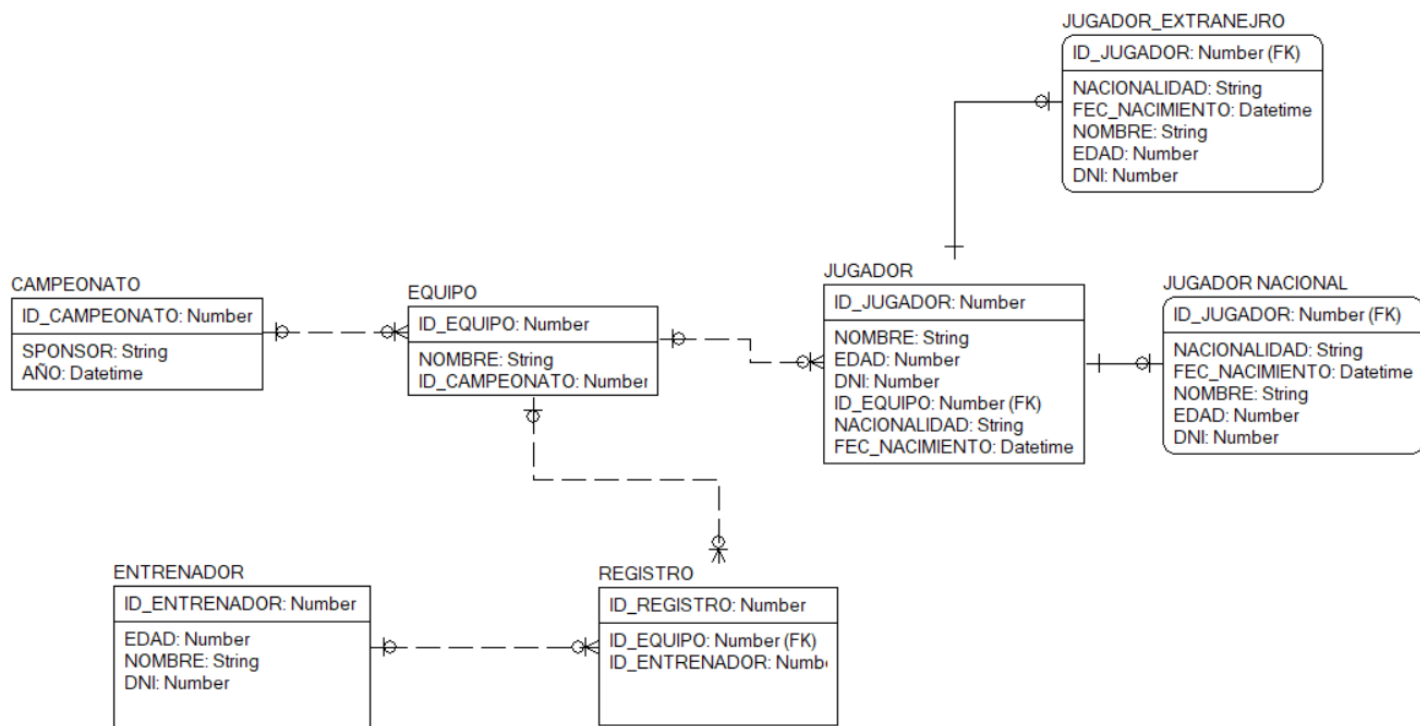 JUGADOR_EXTRANEJRO
ID_JUGADOR: Number (FK)
NACIONALIDAD: String
FEC_NACIMIENTO: Datetime
NOMBRE: String
EDAD: Number
DNI: Number
CAMPEONATO
ID_CAMPEONATO: Number
SPONSOR: String
AÑO: Datetime
EQUIPO
ID_EQUIPO: Number
NOMBRE: String
ID_CAMPEONATO: Number
JUGADOR
ID_JUGADOR: Number
NOMBRE: String
EDAD: Number
DNI: Number
ID_EQUIPO: Number (FK)
NACIONALIDAD: String
FEC_NACIMIENTO: Datetime
JUGADOR NACIONAL
ID_JUGADOR: Number (FK)
NACIONALIDAD: String
FEC_NACIMIENTO: Datetime
NOMBRE: String
EDAD: Number
DNI: Number
ENTRENADOR
ID_ENTRENADOR: Number
EDAD: Number
NOMBRE: String
DNI: Number
REGISTRO
ID_REGISTRO: Number
ID_EQUIPO: Number (FK)
ID_ENTRENADOR: Numbe